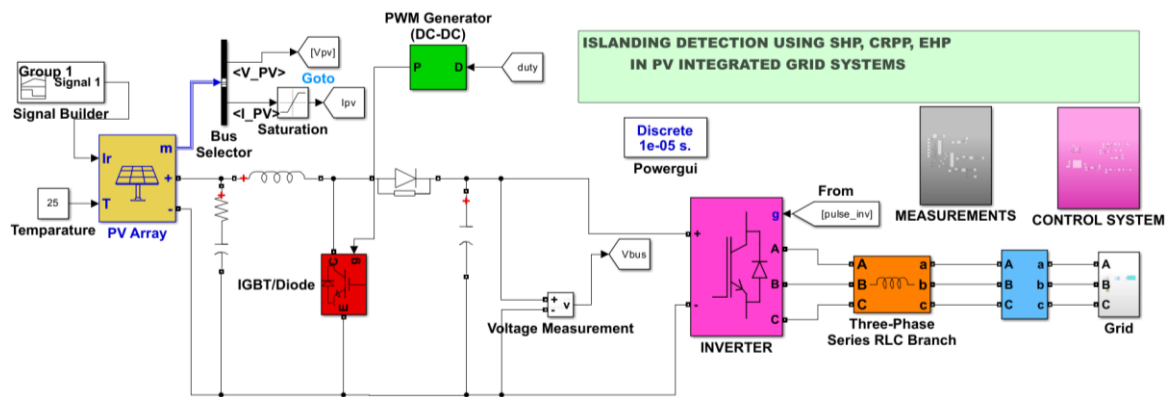 PWM Generator
(DC-DC)
P
D
duty
ISLANDING DETECTION USING SHP, CRPP, EHP
IN PV INTEGRATED GRID SYSTEMS
Group 1
Signal 1
Signal Builder
[Vpv]
<V_PV>
Goto
<I_PV>
Ipv
Saturation
Bus
Selector
Ir
m
+
T
-
PV Array
25
Temparature
Discrete
1e-05 s.
Powergui
MEASUREMENTS
CONTROL SYSTEM
From
[pulse_inv]
g
+
-
A
B
C
INVERTER
C
g
E
IGBT/Diode
Vbus
+
-
v
Voltage Measurement
A
B
C
a
b
c
Three-Phase
Series RLC Branch
A
B
C
a
b
c
A
B
C
Grid